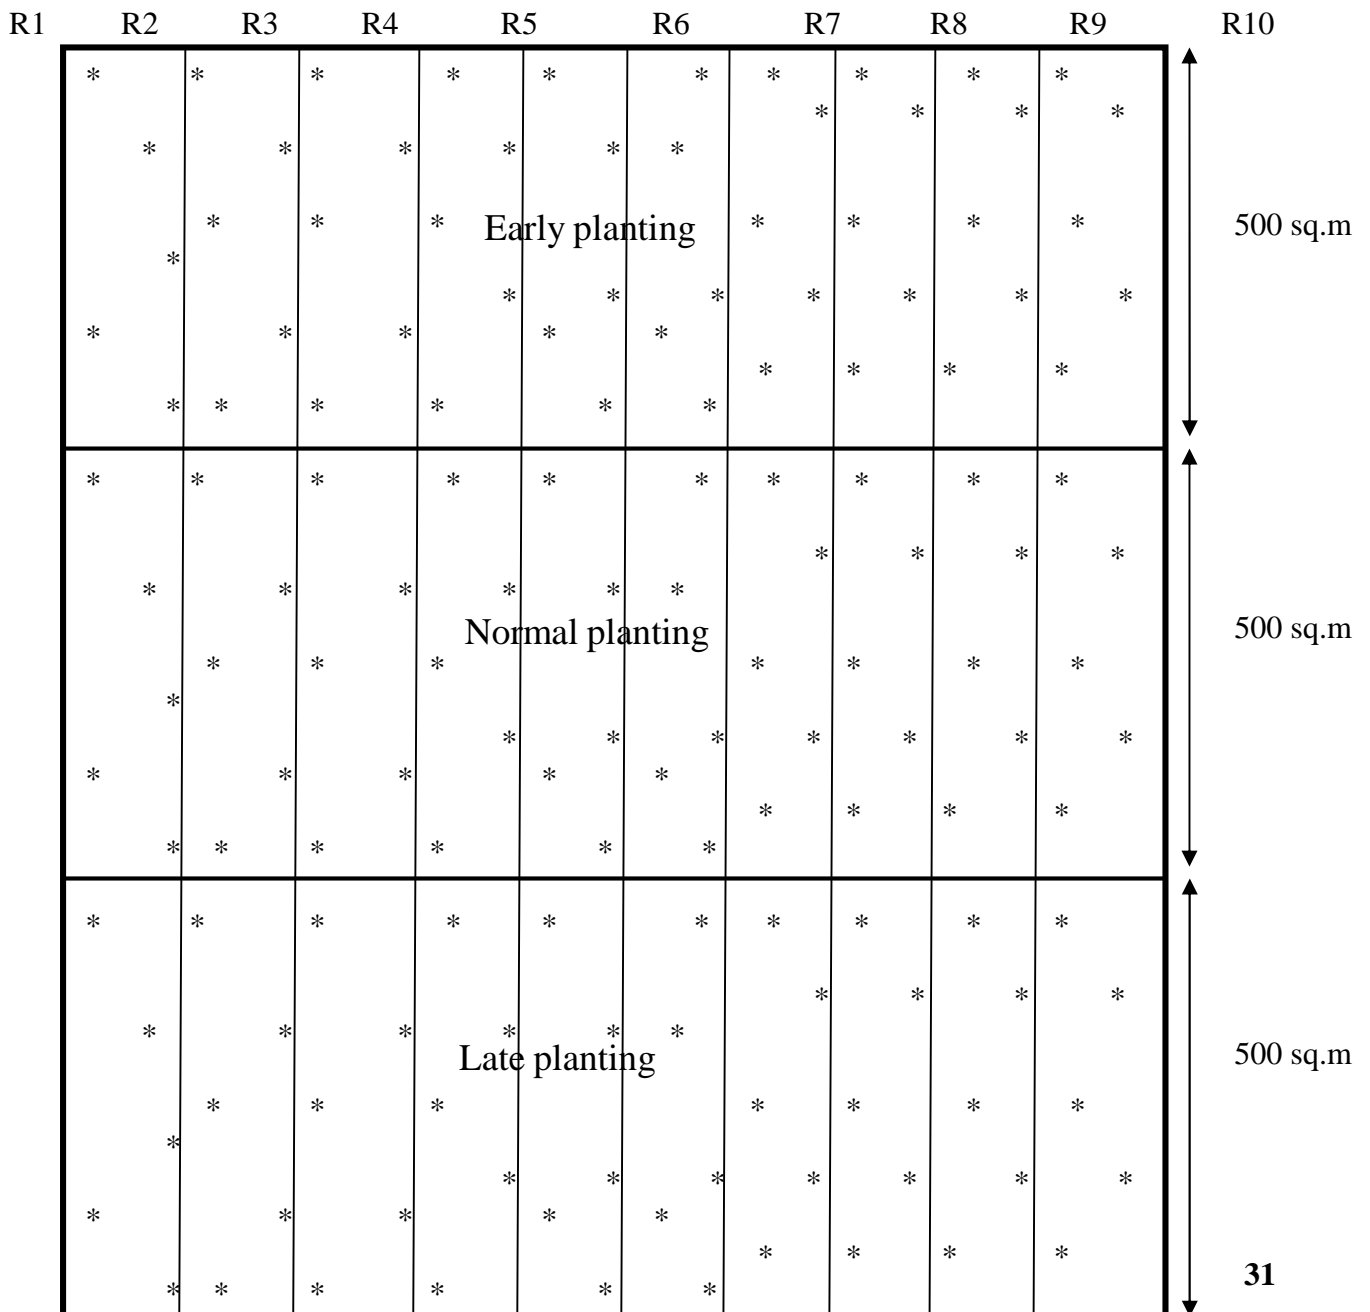 R1 R2 R3 R4 R5 R6 R7 R8 R9 R10
* * * * * * * * * *
* * * *
* * * * * *
* * * * * * *
Early planting 500 sq.m
*
* * * * * * *
* * * * *
* * * *
* * * * * *
* * * * * * * * * *
* * * *
* * * * * *
Normal planting 500 sq.m
* * * * * * *
*
* * * * * * *
* * * * *
* * * *
* * * * * *
* * * * * * * * * *
* * * *
* * * * * *
Late planting 500 sq.m
* * * * * * *
*
* * * * * * *
* * * * *
* * * *
31
* * * * * *